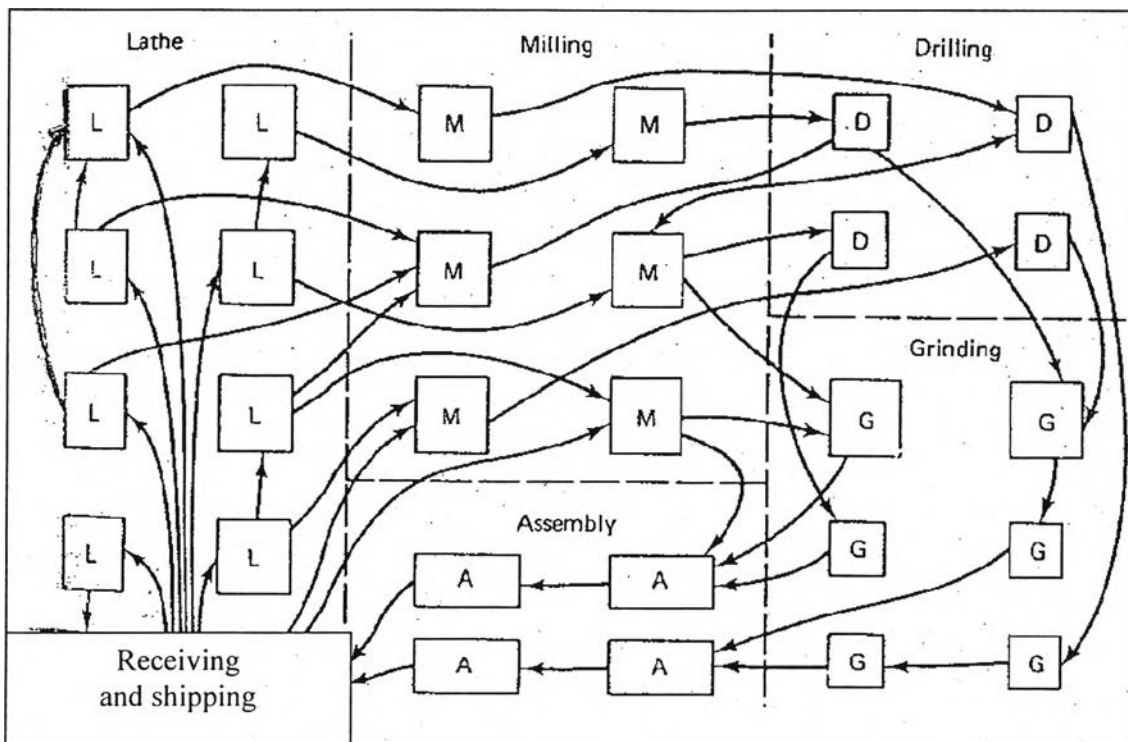 Lathe Milling Drilling
L L M M D D
L L M M D D
Grinding
L L M M G G
Assembly
L L A A G G
Receiving
and shipping
A A G G